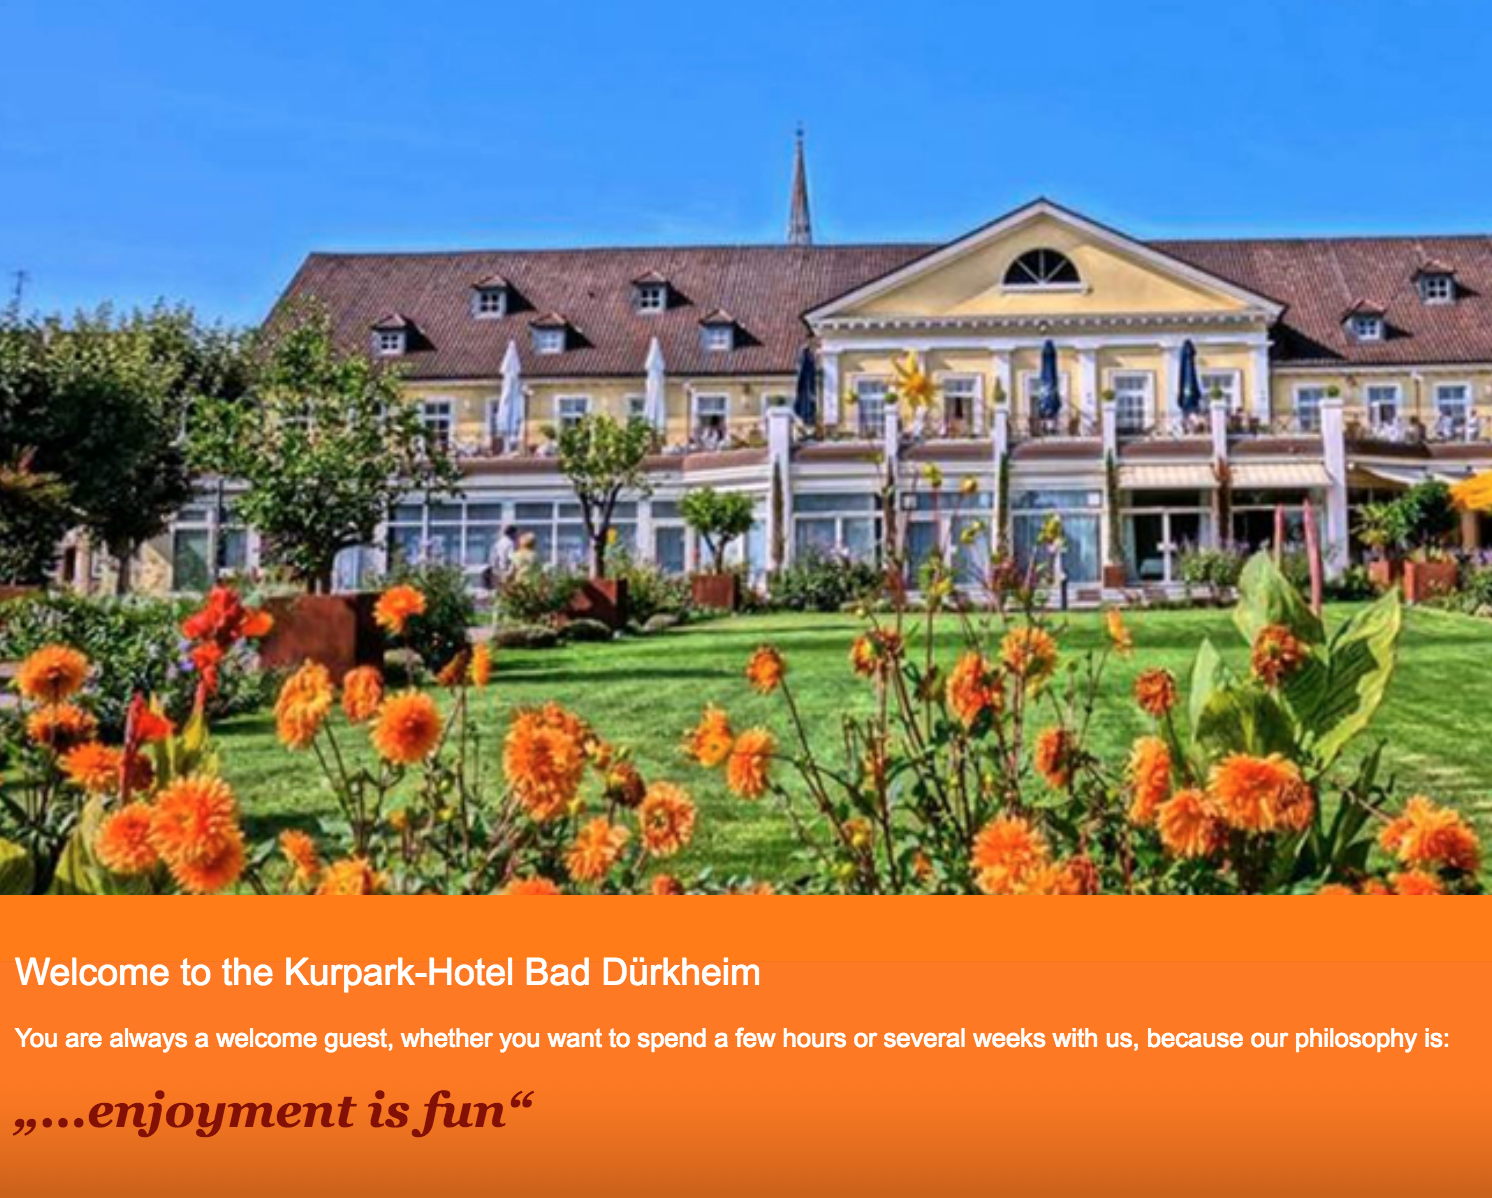 Welcome to the Kurpark-Hotel Bad Dürkheim
You are always a welcome guest, whether you want to spend a few hours or several weeks with us, because our philosophy is:
„...enjoyment is fun“